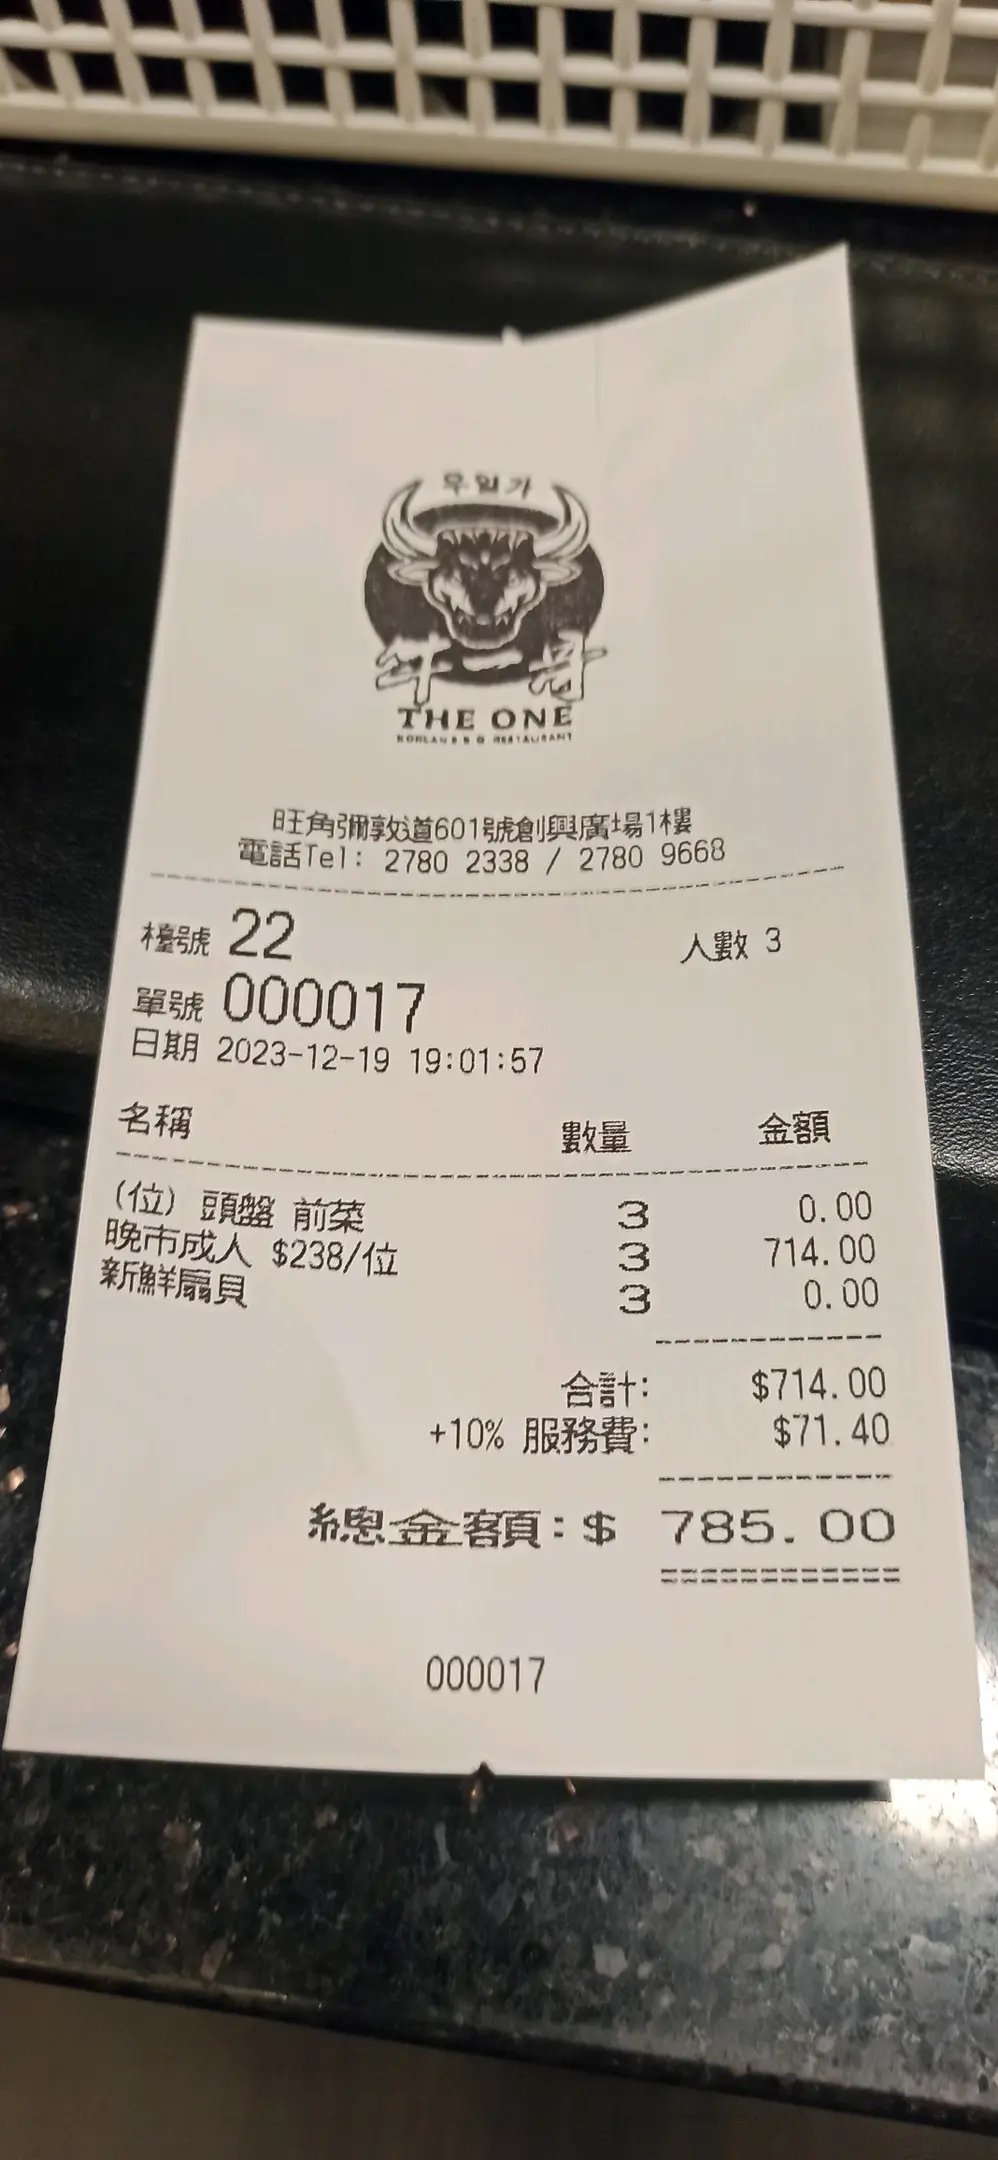 우일가
牛一哥
THE ONE
KOREAN B.B.Q. RESTAURANT
旺角彌敦道601號創興廣場1樓
電話Tel: 2780 2338 / 2780 9668
檯號 22 人數 3
單號 000017
日期 2023-12-19 19:01:57
名稱 數量 金額
(位) 頭盤 前菜 3 0.00
晚市成人 $238/位 3 714.00
新鮮扇貝 3 0.00
合計: $714.00
+10% 服務費: $71.40
總金額:$ 785.00
000017